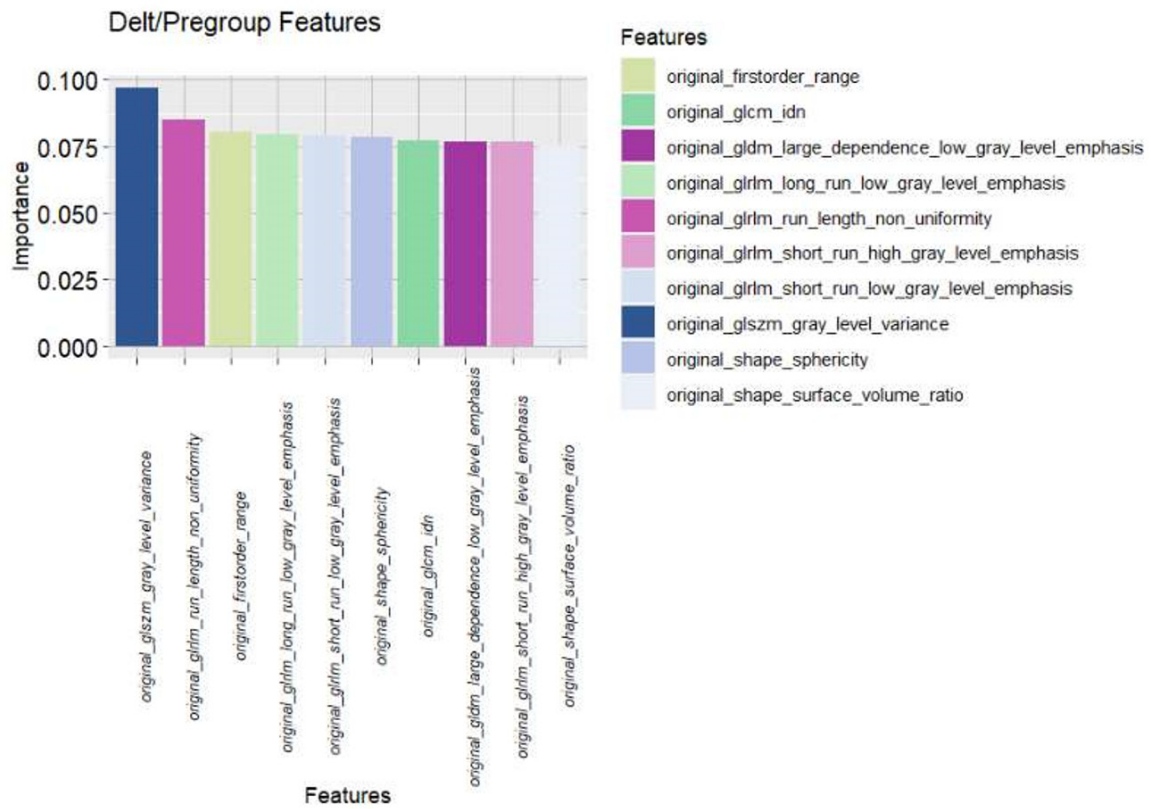 Delt/Pregroup Features
Importance
0.100
0.075
0.050
0.025
0.000
original_glszm_gray_level_variance
original_glrlm_run_length_non_uniformity
original_firstorder_range
original_glrlm_long_run_low_gray_level_emphasis
original_glrlm_short_run_low_gray_level_emphasis
original_shape_sphericity
original_glcm_idn
original_gldm_large_dependence_low_gray_level_emphasis
original_glrlm_short_run_high_gray_level_emphasis
original_shape_surface_volume_ratio
Features
Features
original_firstorder_range
original_glcm_idn
original_gldm_large_dependence_low_gray_level_emphasis
original_glrlm_long_run_low_gray_level_emphasis
original_glrlm_run_length_non_uniformity
original_glrlm_short_run_high_gray_level_emphasis
original_glrlm_short_run_low_gray_level_emphasis
original_glszm_gray_level_variance
original_shape_sphericity
original_shape_surface_volume_ratio